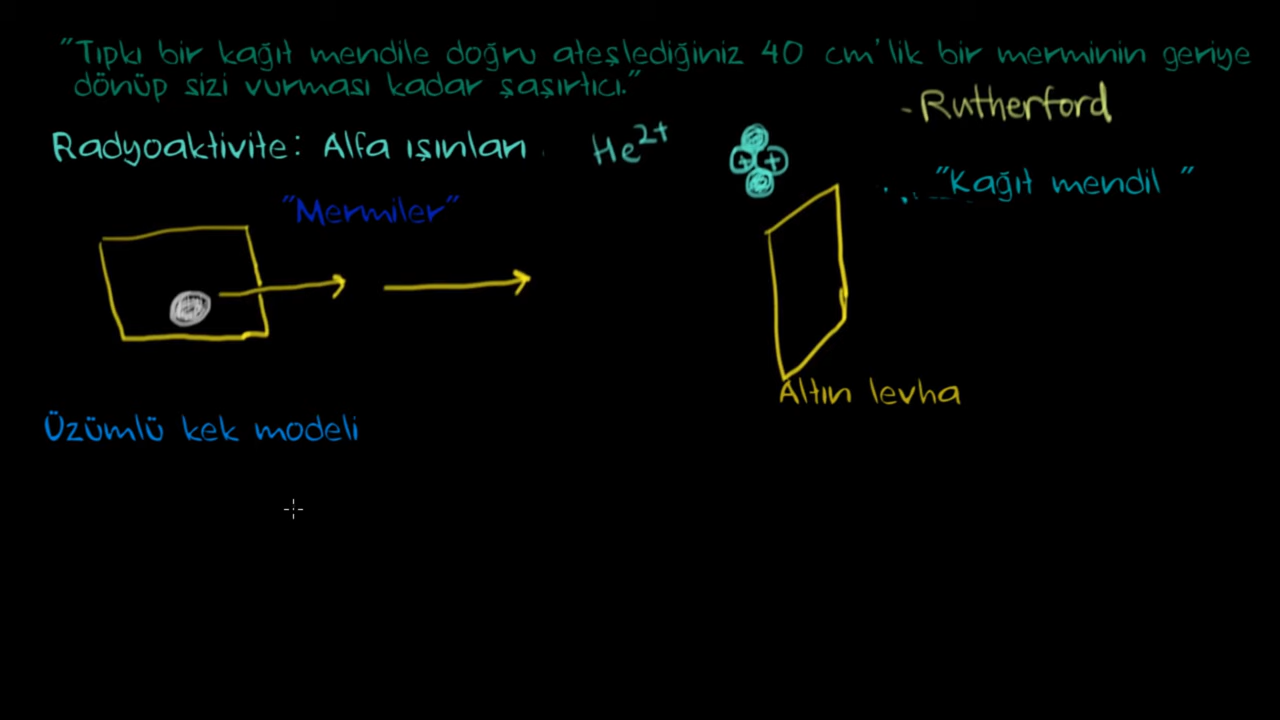 "Tıpkı bir kağıt mendile doğru ateşlediğiniz 40 cm'lik bir merminin geriye
dönüp sizi vurması kadar şaşırtıcı."
- Rutherford
Radyoaktivite: Alfa ışınları
He2+
+ +
"Kağıt mendil"
"Mermiler"
Altın levha
Üzümlü kek modeli